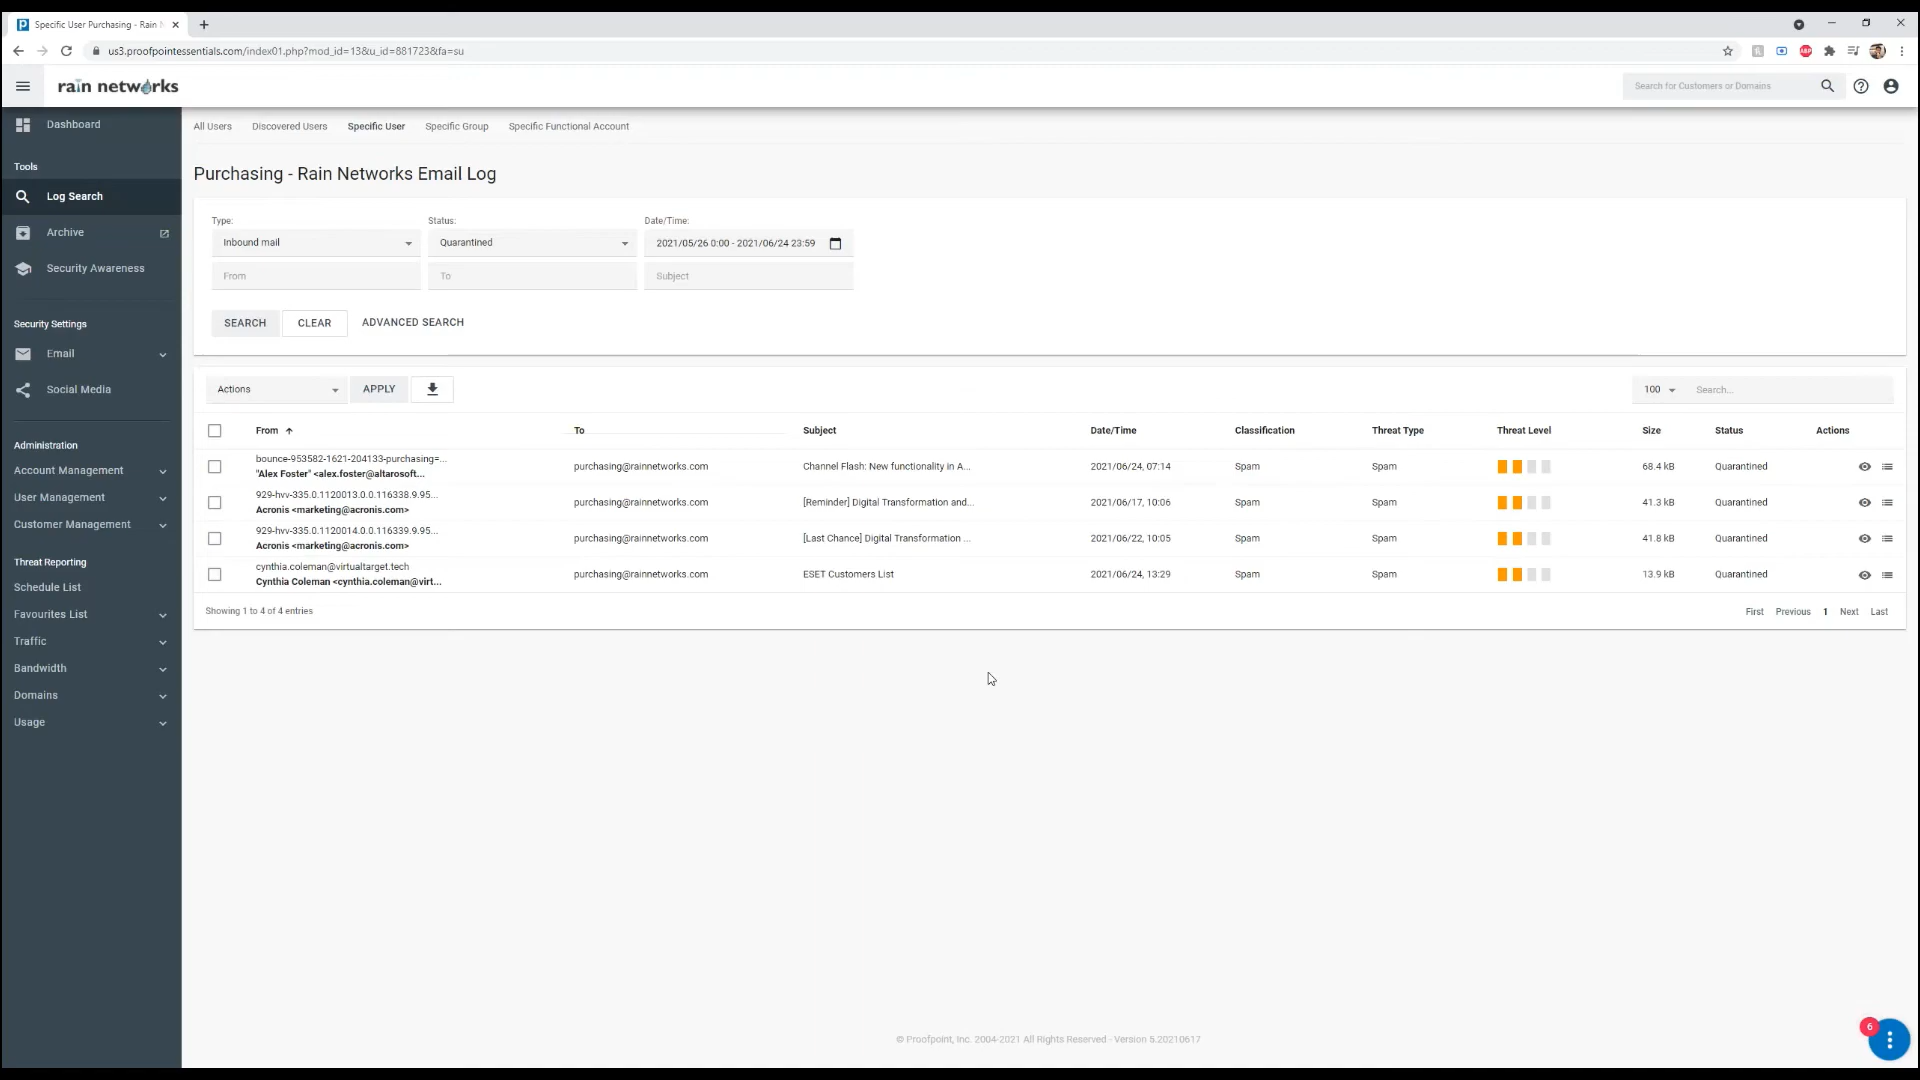 Specific User Purchasing - Rain N
us3.proofpointessentials.com/index01.php?mod_id=13&u_id=881723&fa=su
ABP
rain networks
Search for Customers or Domains
Dashboard
Tools
Log Search
Archive
Security Awareness
Security Settings
Email
Social Media
Administration
Account Management
User Management
Customer Management
Threat Reporting
Schedule List
Favourites List
Traffic
Bandwidth
Domains
Usage
All Users Discovered Users Specific User Specific Group Specific Functional Account
Purchasing - Rain Networks Email Log
Type: Status: Date/Time:
Inbound mail Quarantined 2021/05/26 0:00 - 2021/06/24 23:59
From To Subject
SEARCH CLEAR ADVANCED SEARCH
Actions APPLY 100 Search...
From To Subject Date/Time Classification Threat Type Threat Level Size Status Actions
bounce-953582-1621-204133-purchasing=...
"Alex Foster" <alex.foster@altarosoft... purchasing@rainnetworks.com Channel Flash: New functionality in A... 2021/06/24, 07:14 Spam Spam 68.4 kB Quarantined
929-hvv-335.0.1120013.0.0.116338.9.95...
Acronis <marketing@acronis.com> purchasing@rainnetworks.com [Reminder] Digital Transformation and... 2021/06/17, 10:06 Spam Spam 41.3 kB Quarantined
929-hvv-335.0.1120014.0.0.116339.9.95...
Acronis <marketing@acronis.com> purchasing@rainnetworks.com [Last Chance] Digital Transformation ... 2021/06/22, 10:05 Spam Spam 41.8 kB Quarantined
cynthia.coleman@virtualtarget.tech
Cynthia Coleman <cynthia.coleman@virt... purchasing@rainnetworks.com ESET Customers List 2021/06/24, 13:29 Spam Spam 13.9 kB Quarantined
Showing 1 to 4 of 4 entries First Previous 1 Next Last
© Proofpoint, Inc. 2004-2021 All Rights Reserved - Version 5.20210617
6